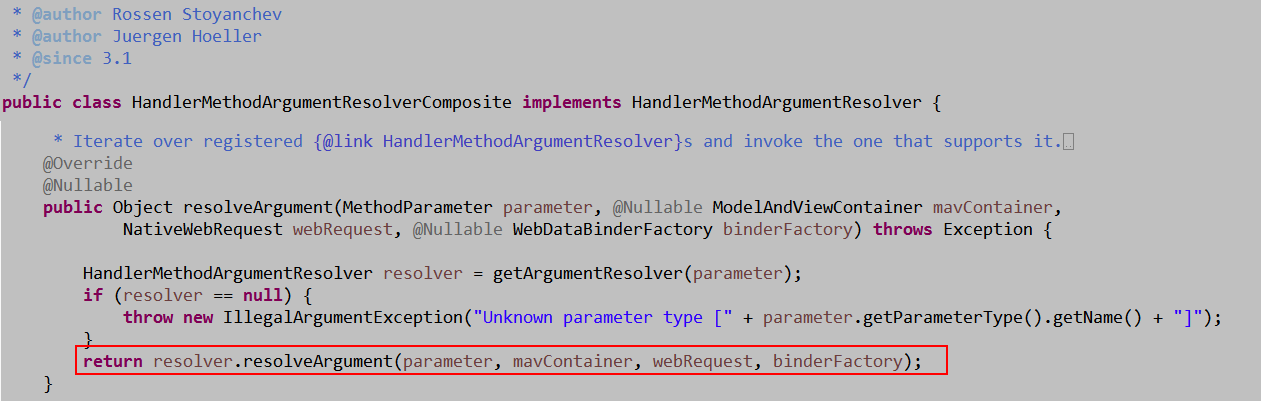 * @author Rossen Stoyanchev
* @author Juergen Hoeller
* @since 3.1
*/
public class HandlerMethodArgumentResolverComposite implements HandlerMethodArgumentResolver {
* Iterate over registered {@link HandlerMethodArgumentResolver}s and invoke the one that supports it.
@Override
@Nullable
public Object resolveArgument(MethodParameter parameter, @Nullable ModelAndViewContainer mavContainer,
NativeWebRequest webRequest, @Nullable WebDataBinderFactory binderFactory) throws Exception {
HandlerMethodArgumentResolver resolver = getArgumentResolver(parameter);
if (resolver == null) {
throw new IllegalArgumentException("Unknown parameter type [" + parameter.getParameterType().getName() + "]");
}
return resolver.resolveArgument(parameter, mavContainer, webRequest, binderFactory);
}